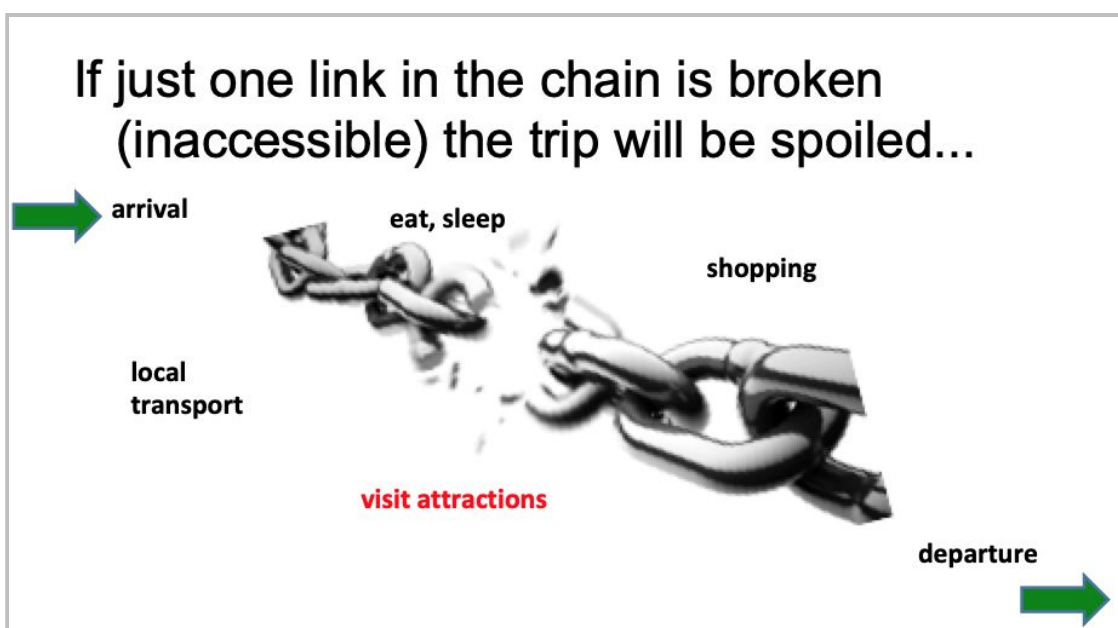 If just one link in the chain is broken
(inaccessible) the trip will be spoiled...
arrival
eat, sleep
shopping
local
transport
visit attractions
departure